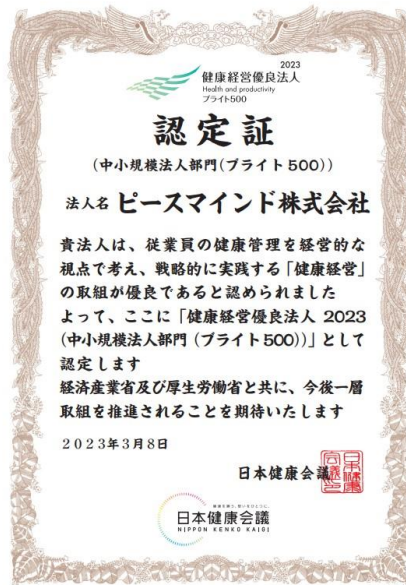 2023
健康経営優良法人
Health and productivity
ブライト500
認定証
(中小規模法人部門(ブライト500))
法人名 ピースマインド株式会社
貴法人は、従業員の健康管理を経営的な
視点で考え、戦略的に実践する「健康経営」
の取組が優良であると認められました
よって、ここに「健康経営優良法人 2023
(中小規模法人部門 (ブライト500))」として
認定します
経済産業省及び厚生労働省と共に、今後一層
取組を推進されることを期待いたします
2023年3月8日
日本健康会議
日本健康会議
NIPPON KENKO KAIGI